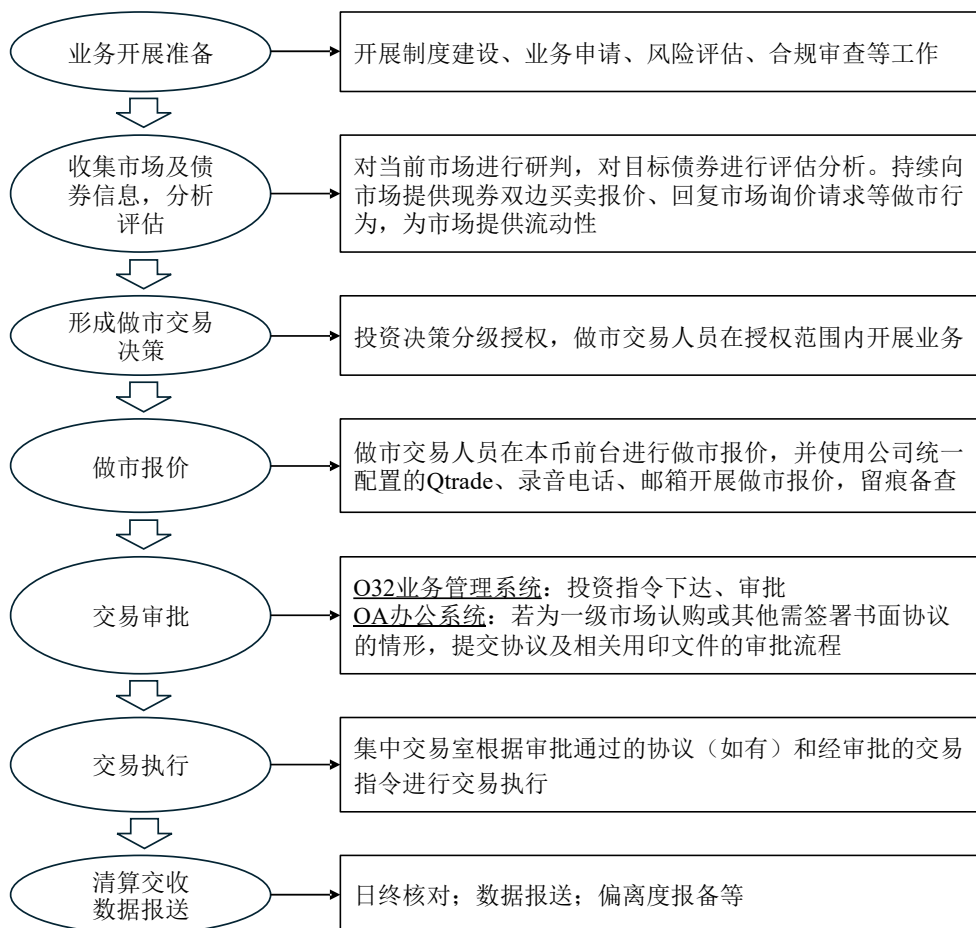 业务开展准备
开展制度建设、业务申请、风险评估、合规审查等工作
收集市场及债
券信息，分析
评估
对当前市场进行研判，对目标债券进行评估分析。持续向
市场提供现券双边买卖报价、回复市场询价请求等做市行
为，为市场提供流动性
形成做市交易
决策
投资决策分级授权，做市交易人员在授权范围内开展业务
做市报价
做市交易人员在本币前台进行做市报价，并使用公司统一
配置的Qtrade、录音电话、邮箱开展做市报价，留痕备查
交易审批
O32业务管理系统：投资指令下达、审批
OA办公系统：若为一级市场认购或其他需签署书面协议
的情形，提交协议及相关用印文件的审批流程
交易执行
集中交易室根据审批通过的协议（如有）和经审批的交易
指令进行交易执行
清算交收
数据报送
日终核对；数据报送；偏离度报备等